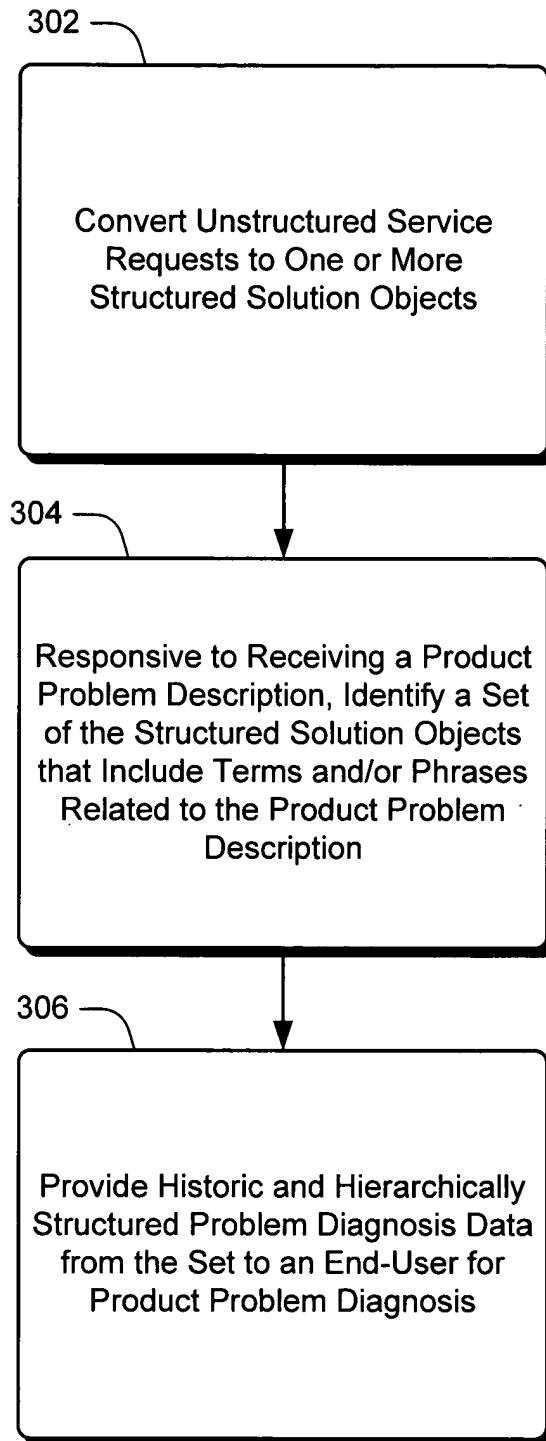 302
Convert Unstructured Service
Requests to One or More
Structured Solution Objects
304
Responsive to Receiving a Product
Problem Description, Identify a Set
of the Structured Solution Objects
that Include Terms and/or Phrases
Related to the Product Problem
Description
306
Provide Historic and Hierarchically
Structured Problem Diagnosis Data
from the Set to an End-User for
Product Problem Diagnosis